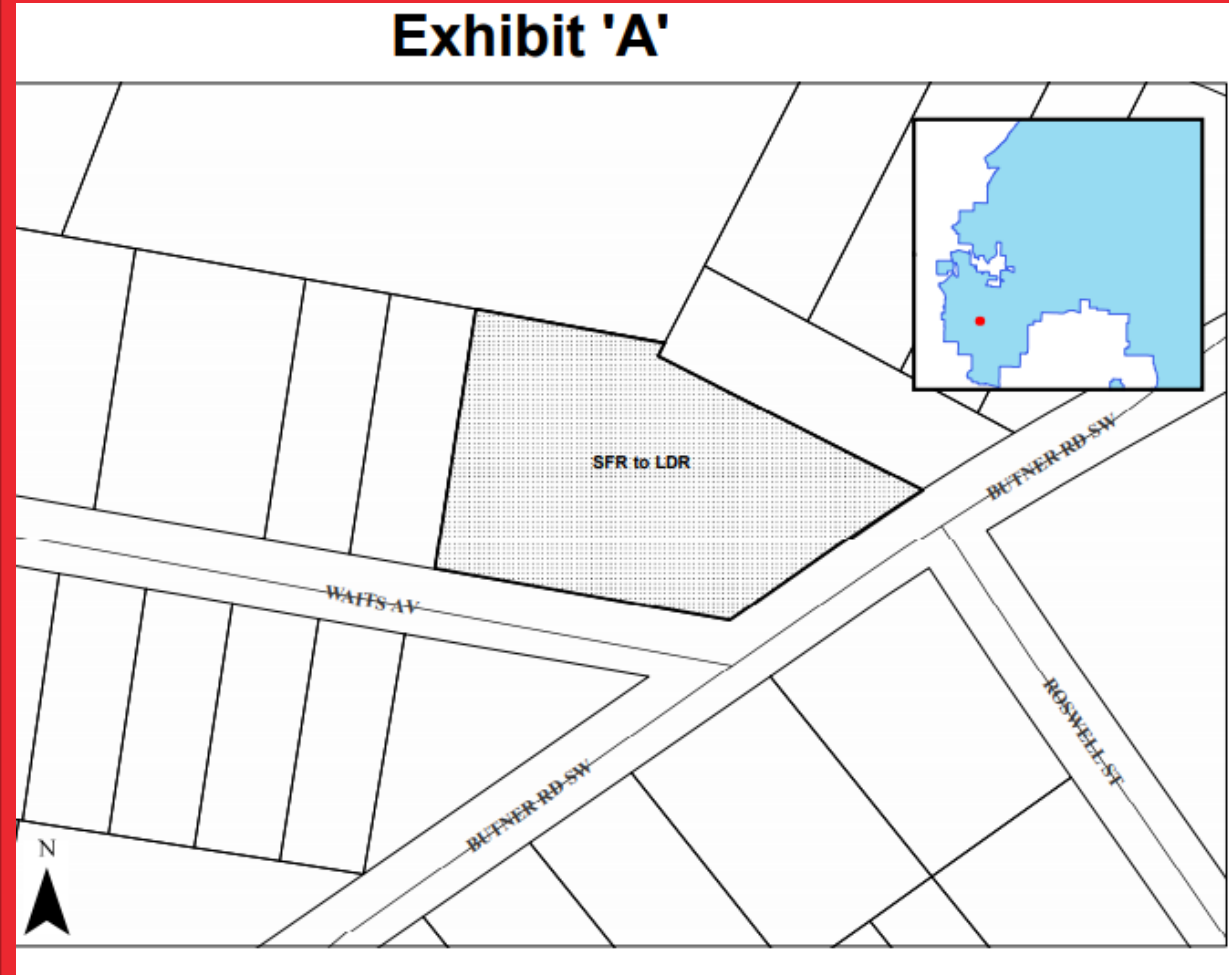 Exhibit 'A'
BUTNER RD SW
SFR to LDR
WAITS AV
ROSWELL ST
BUTNER RD SW
N